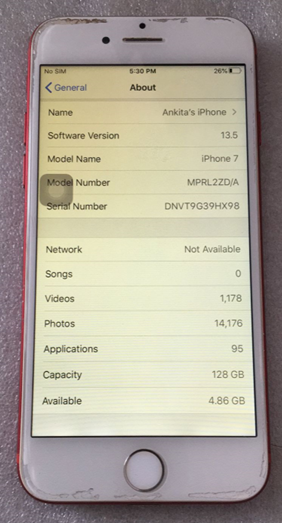 No SIM 5:30 PM 26%
General About
Name Ankita's iPhone
Software Version 13.5
Model Name iPhone 7
Model Number MPRL2ZD/A
Serial Number DNVT9G39HX98
Network Not Available
Songs 0
Videos 1,178
Photos 14,176
Applications 95
Capacity 128 GB
Available 4.86 GB